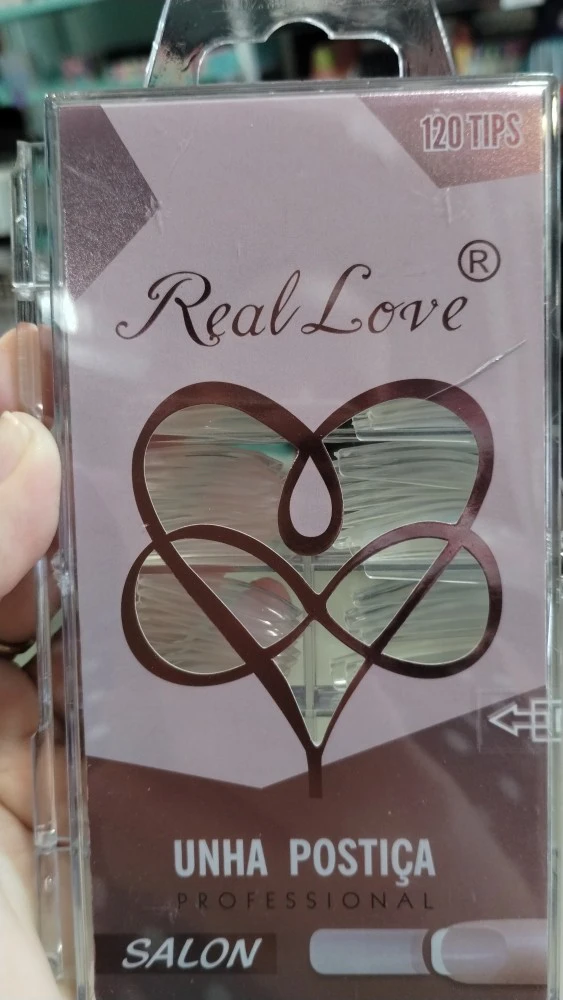 120 TIPS
Real Love ®
UNHA POSTIÇA
PROFESSIONAL
SALON